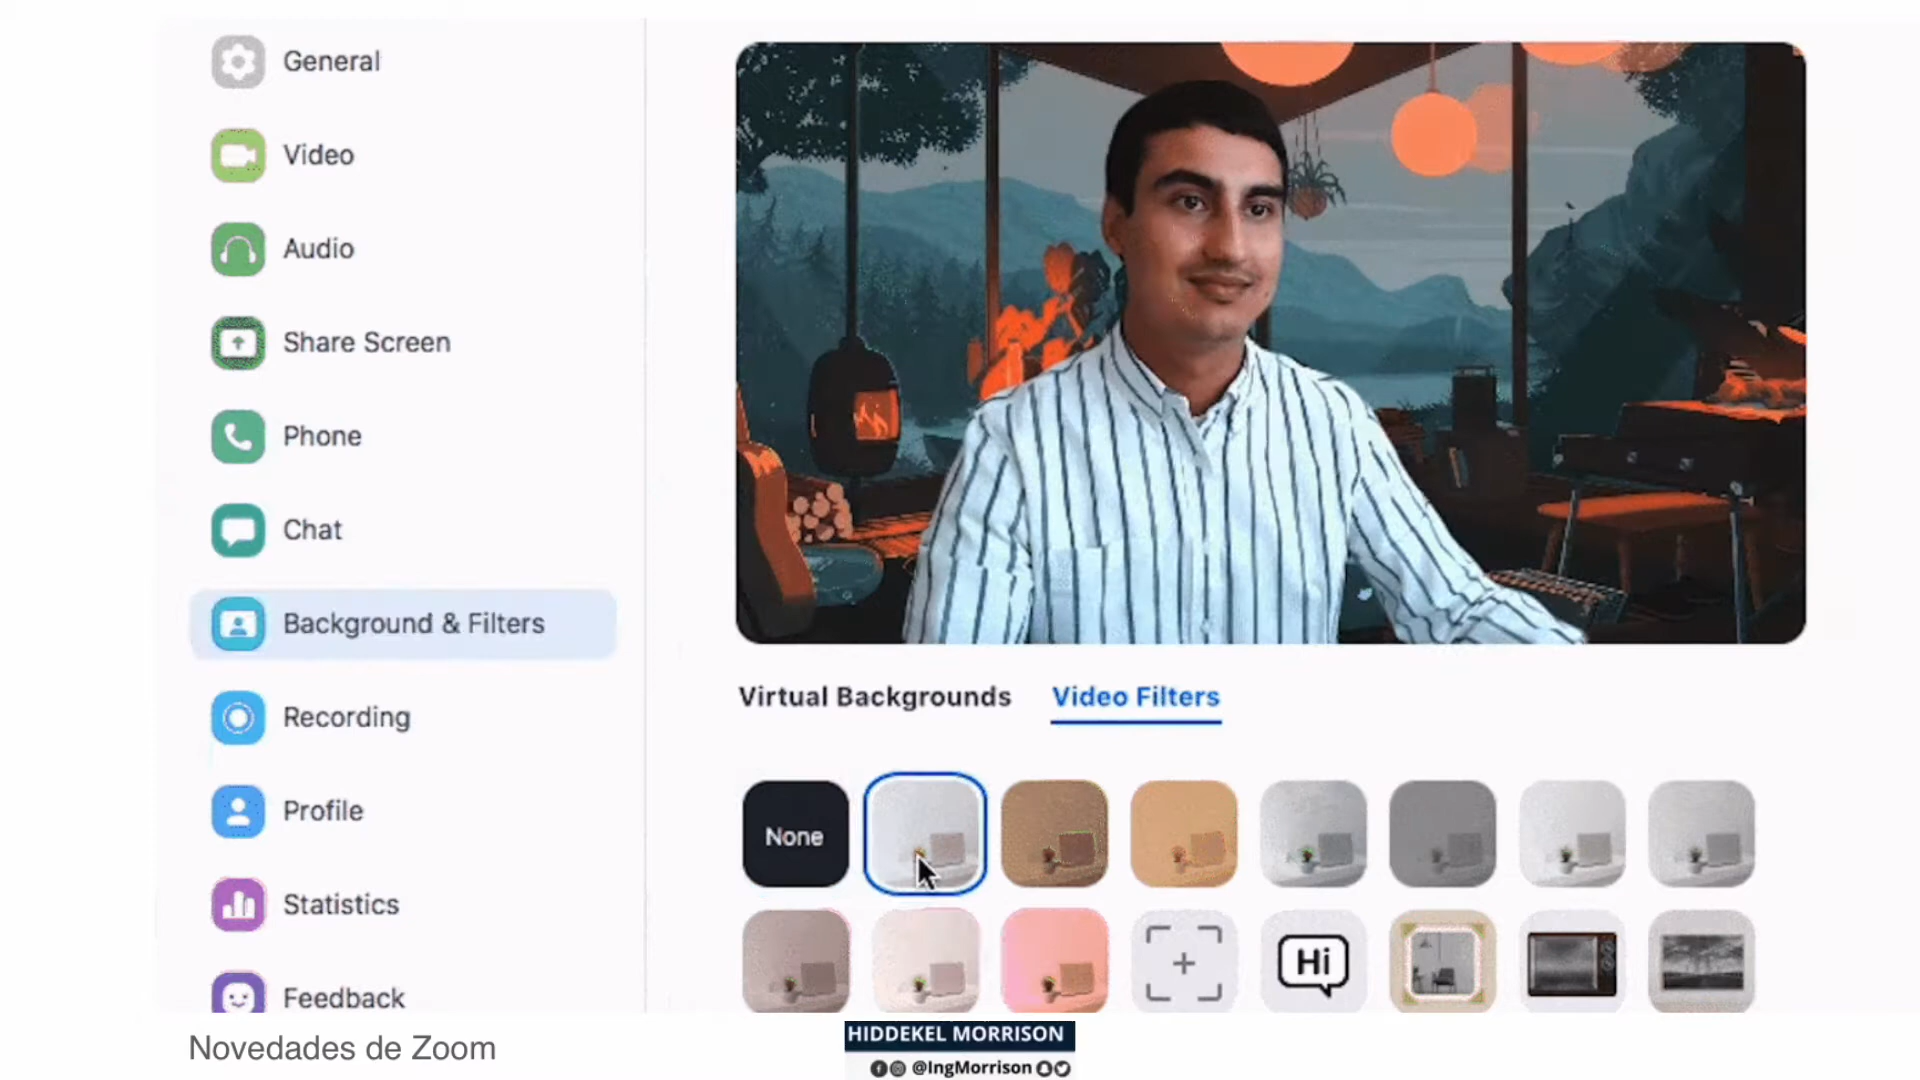 General
Video
Audio
Share Screen
Phone
Chat
Background & Filters
Recording
Profile
Statistics
Feedback
Virtual Backgrounds
Video Filters
None
Hi
Novedades de Zoom
HIDDEKEL MORRISON
@IngMorrison